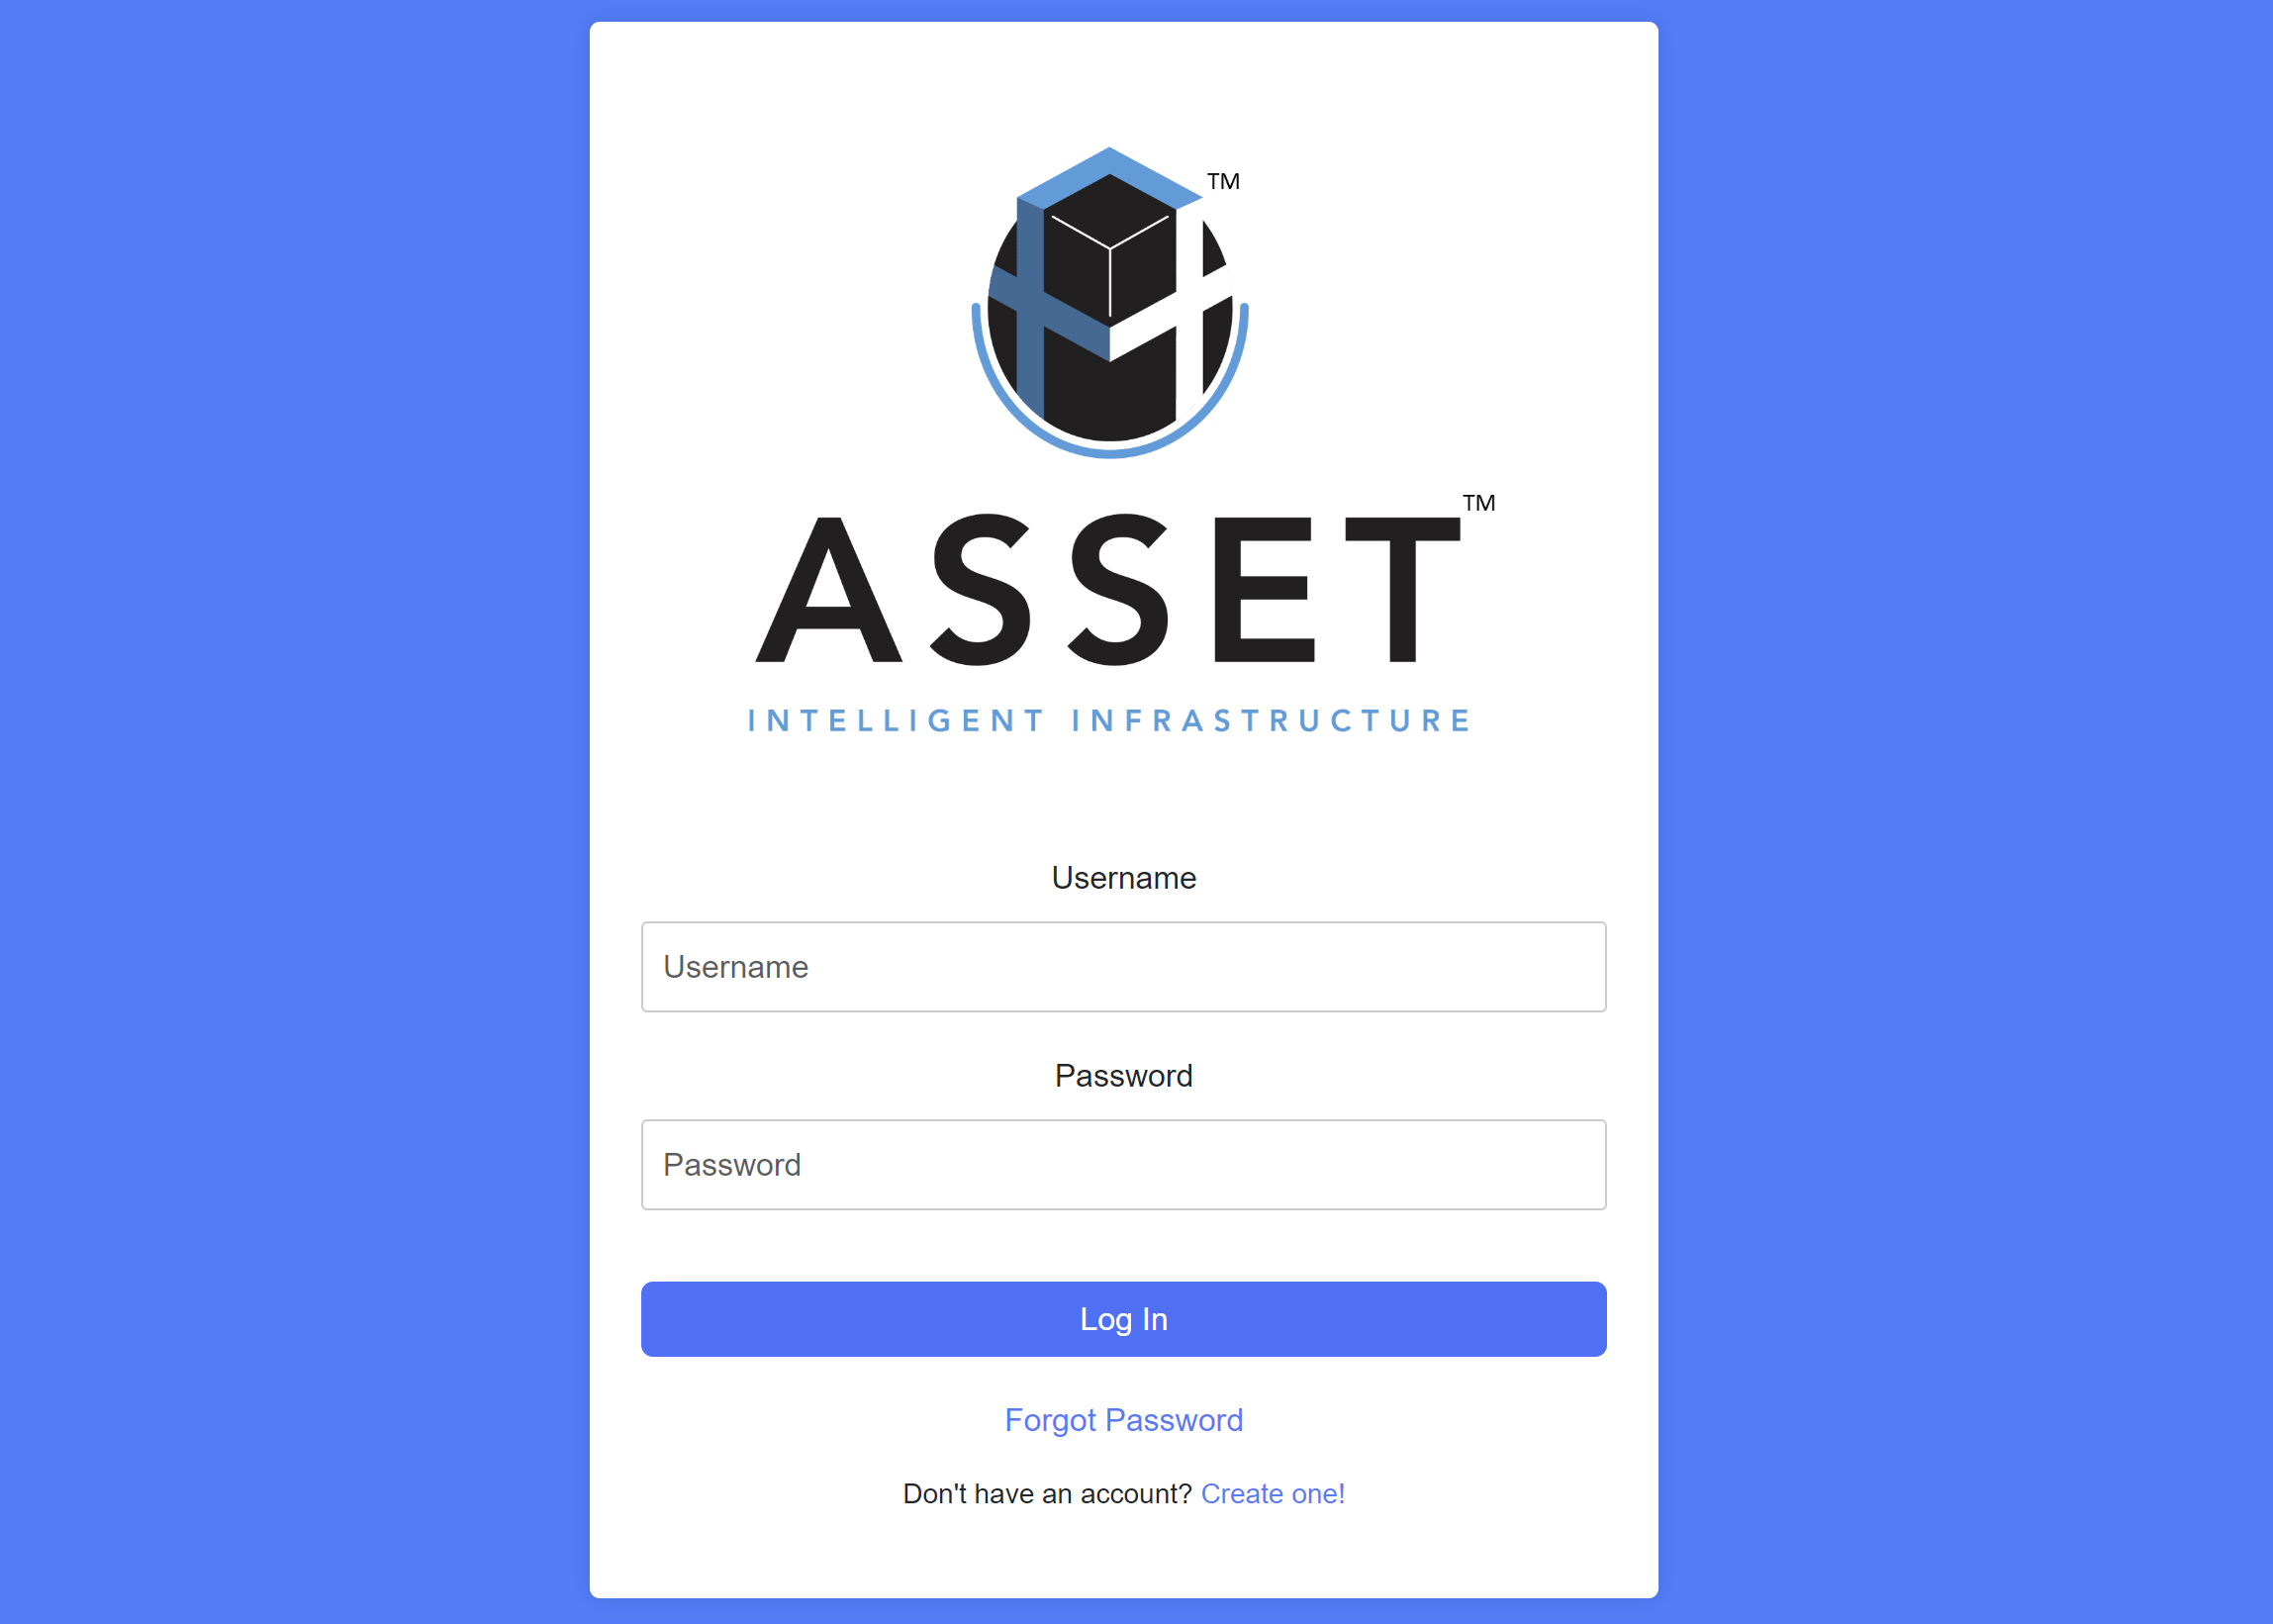 TM
ASSET TM
INTELLIGENT INFRASTRUCTURE
Username
Username
Password
Password
Log In
Forgot Password
Don't have an account? Create one!